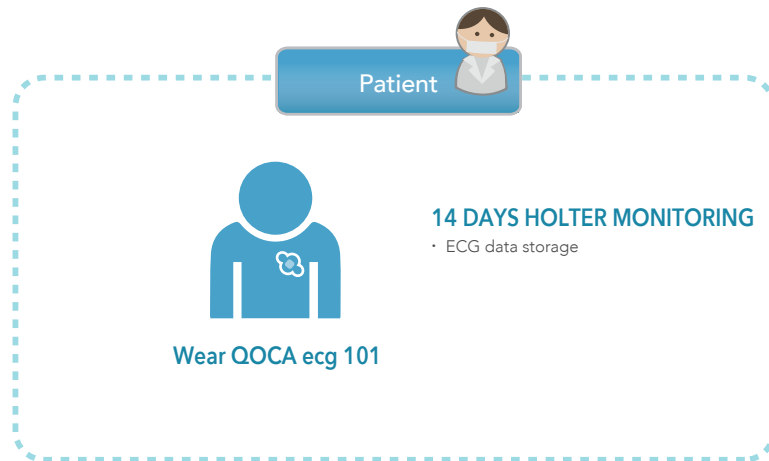 Patient
14 DAYS HOLTER MONITORING
· ECG data storage
Wear QOCA ecg 101